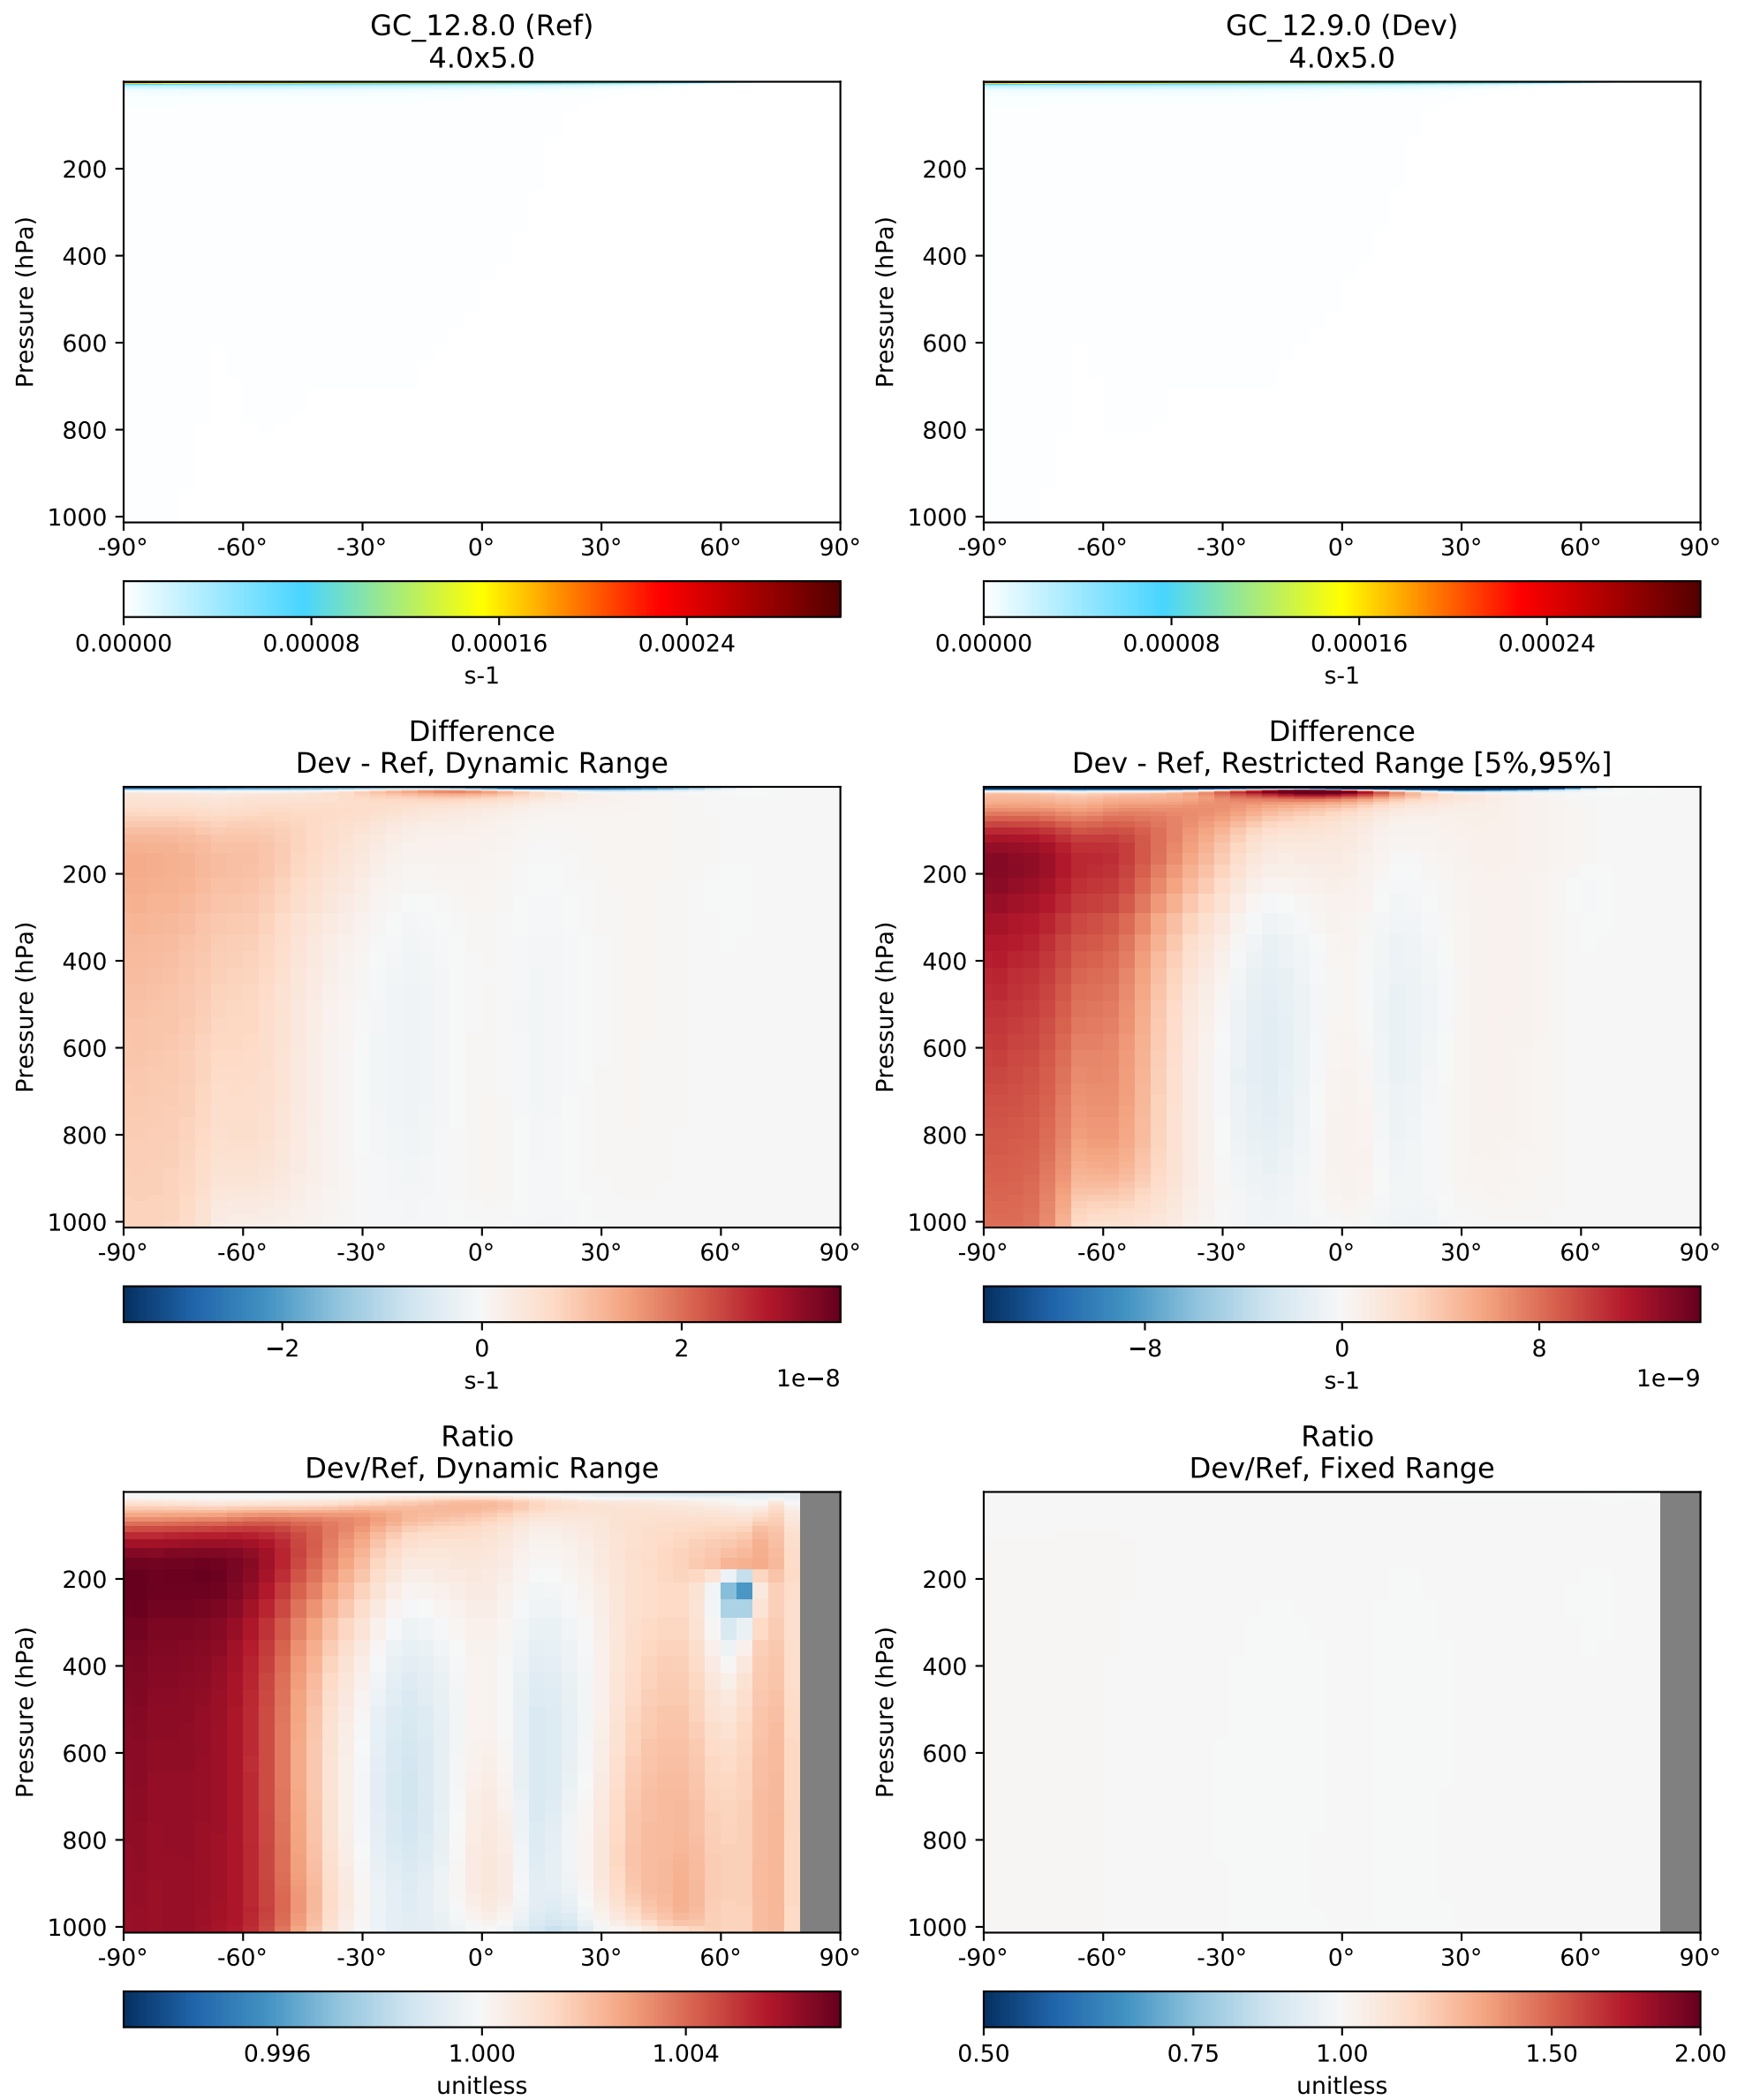 GC_12.8.0 (Ref)
4.0x5.0
Pressure (hPa)
200
400
600
800
1000
-90° -60° -30° 0° 30° 60° 90°
0.00000 0.00008 0.00016 0.00024
s-1
GC_12.9.0 (Dev)
4.0x5.0
Pressure (hPa)
200
400
600
800
1000
-90° -60° -30° 0° 30° 60° 90°
0.00000 0.00008 0.00016 0.00024
s-1
Difference
Dev - Ref, Dynamic Range
Pressure (hPa)
200
400
600
800
1000
-90° -60° -30° 0° 30° 60° 90°
−2 0 2
s-1
1e−8
Difference
Dev - Ref, Restricted Range [5%,95%]
Pressure (hPa)
200
400
600
800
1000
-90° -60° -30° 0° 30° 60° 90°
−8 0 8
s-1
1e−9
Ratio
Dev/Ref, Dynamic Range
Pressure (hPa)
200
400
600
800
1000
-90° -60° -30° 0° 30° 60° 90°
0.996 1.000 1.004
unitless
Ratio
Dev/Ref, Fixed Range
Pressure (hPa)
200
400
600
800
1000
-90° -60° -30° 0° 30° 60° 90°
0.50 0.75 1.00 1.50 2.00
unitless